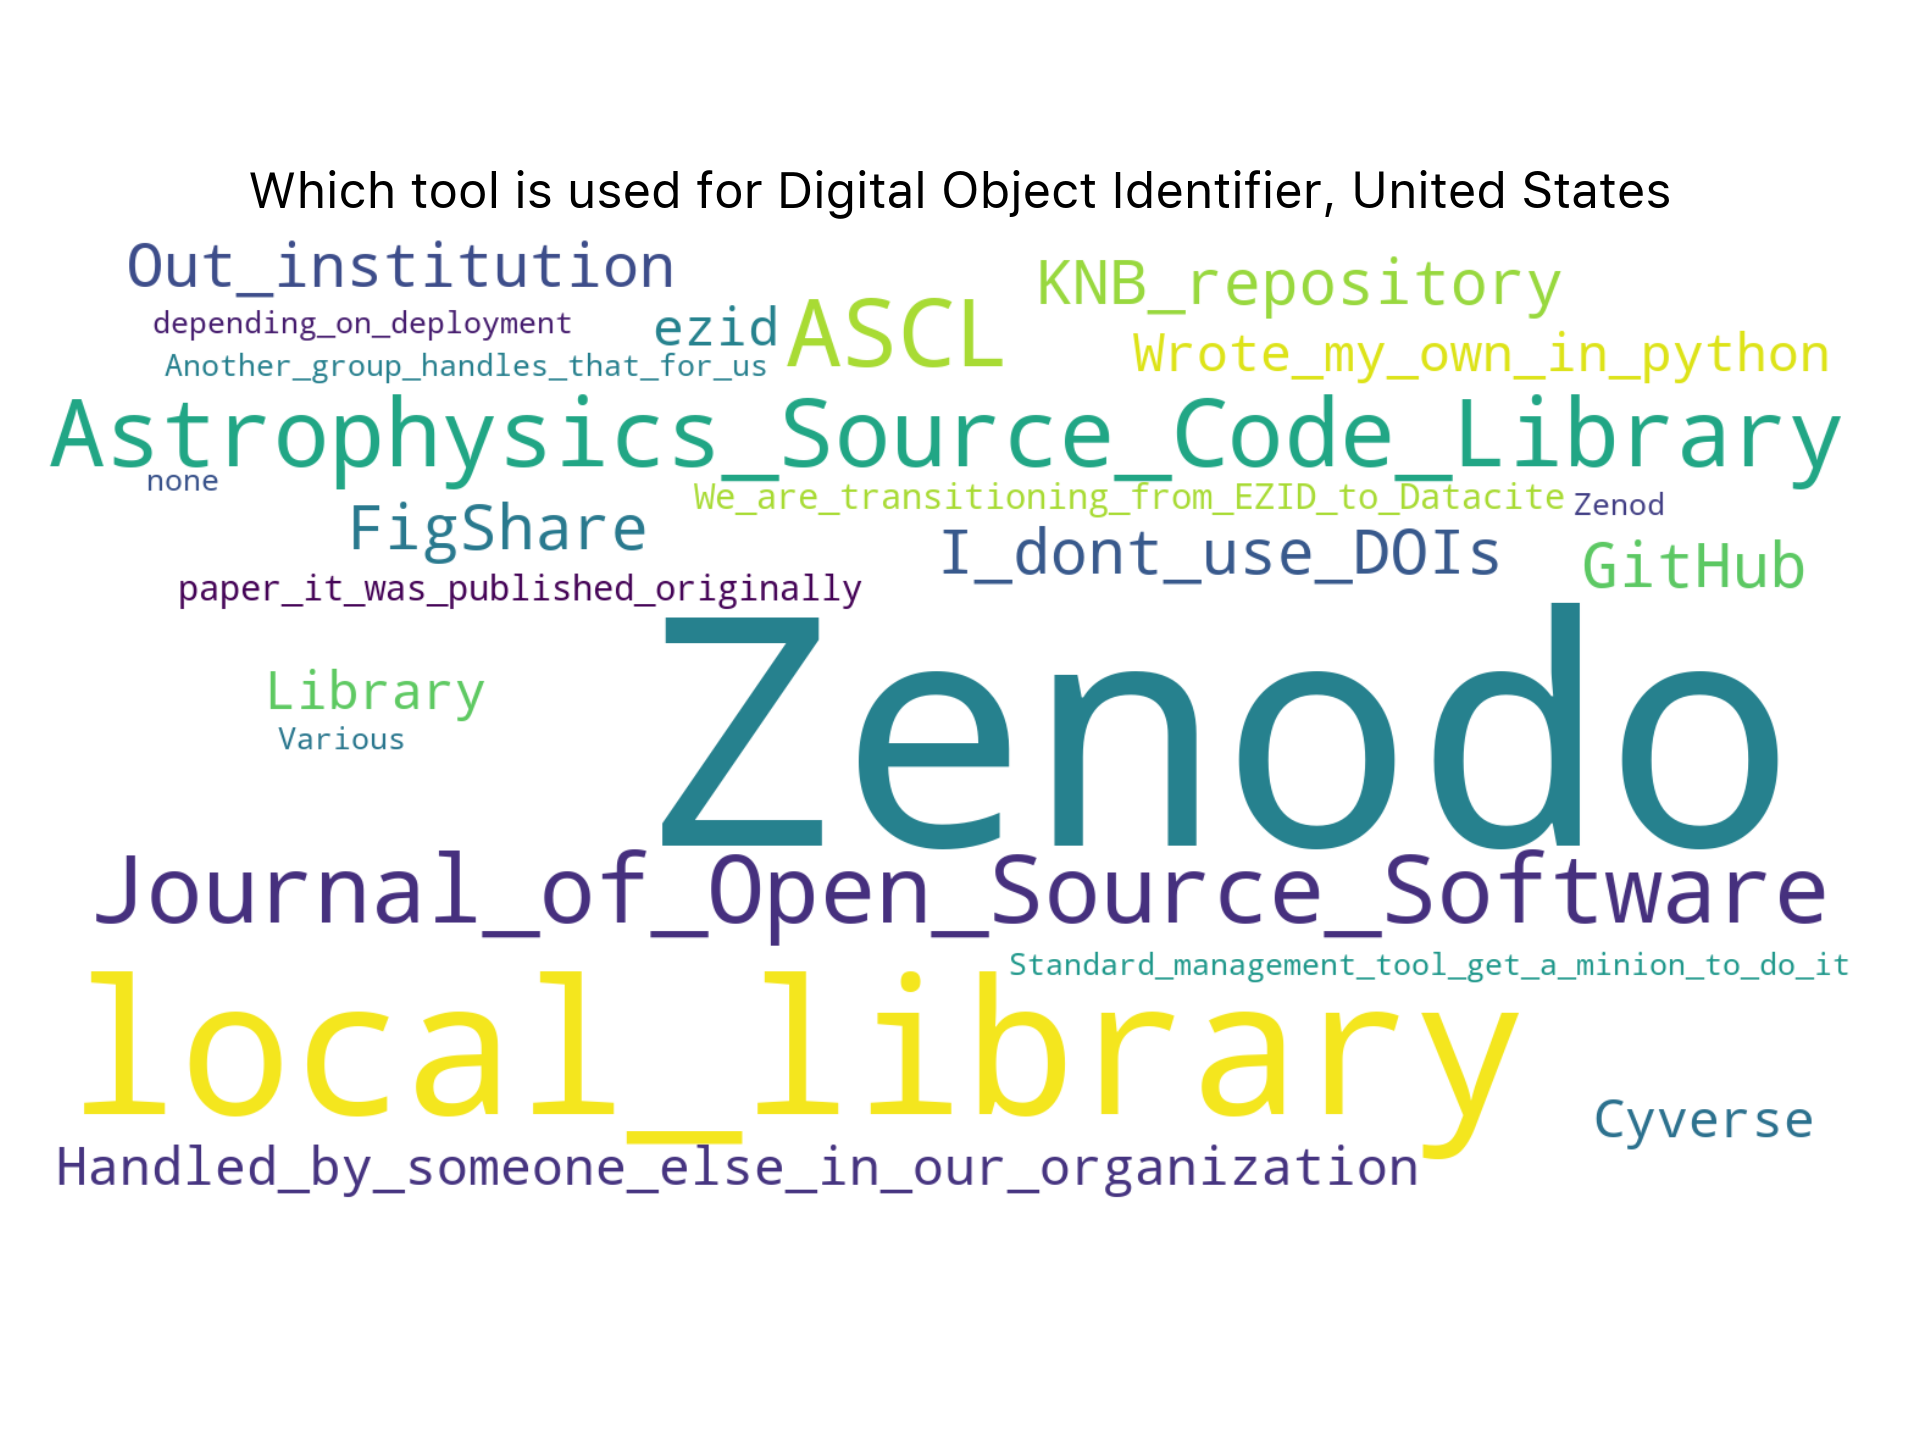 Which tool is used for Digital Object Identifier, United States
Out_institution
KNB_repository
depending_on_deployment
ezid
ASCL
Wrote_my_own_in_python
Another_group_handles_that_for_us
Astrophysics_Source_Code_Library
none
We_are_transitioning_from_EZID_to_Datacite
Zenod
FigShare
I_dont_use_DOIs
GitHub
paper_it_was_published_originally
Library
Various
Zenodo
Journal_of_Open_Source_Software
Standard_management_tool_get_a_minion_to_do_it
local_library
Cyverse
Handled_by_someone_else_in_our_organization